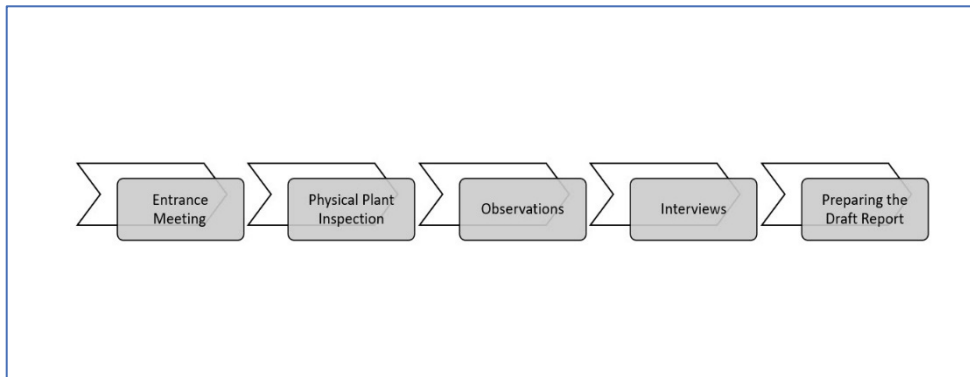 Entrance
Meeting
Physical Plant
Inspection
Observations
Interviews
Preparing the
Draft Report